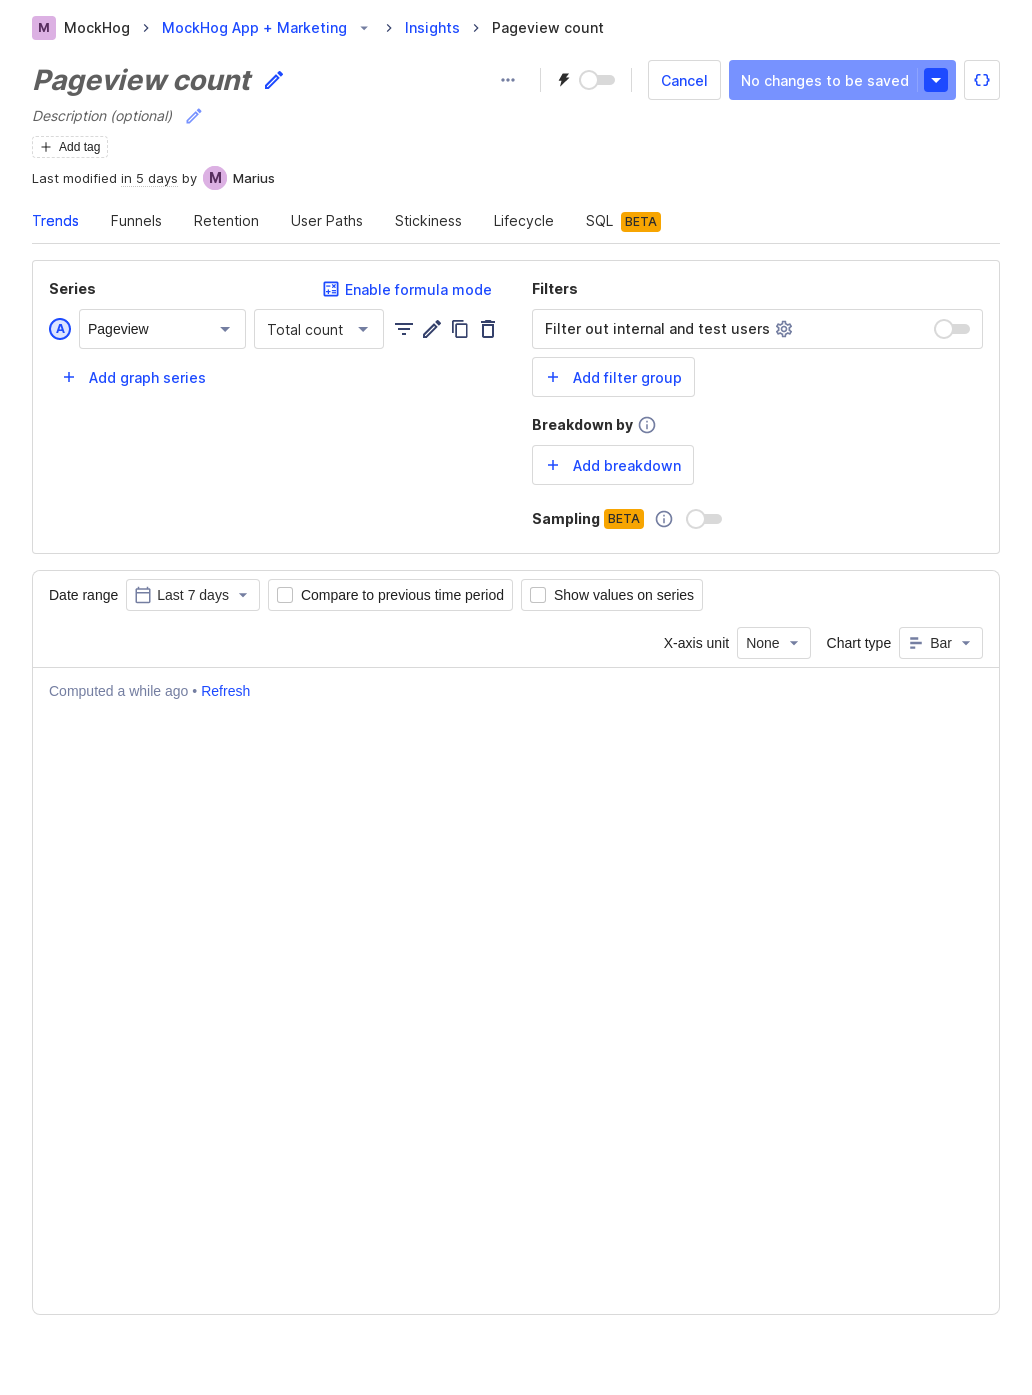 M MockHog MockHog App + Marketing Insights Pageview count
Pageview count
Cancel No changes to be saved
Description (optional)
Add tag
Last modified in 5 days by M Marius
Trends Funnels Retention User Paths Stickiness Lifecycle SQL BETA
Series Enable formula mode
A Pageview Total count
Add graph series
Filters
Filter out internal and test users
Add filter group
Breakdown by
Add breakdown
Sampling BETA
Date range Last 7 days Compare to previous time period Show values on series
X-axis unit None Chart type Bar
Computed a while ago • Refresh